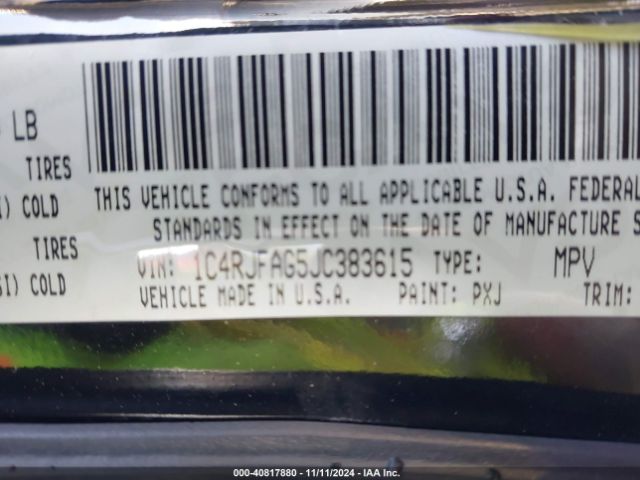 LB
TIRES
COLD
TIRES
COLD
THIS VEHICLE CONFORMS TO ALL APPLICABLE U.S.A. FEDERAL
STANDARDS IN EFFECT ON THE DATE OF MANUFACTURE S
VIN: 1C4RJFAG5JC383615 TYPE: MPV
VEHICLE MADE IN U.S.A. PAINT: PXJ TRIM:
000-40817880 - 11/11/2024 - IAA Inc.